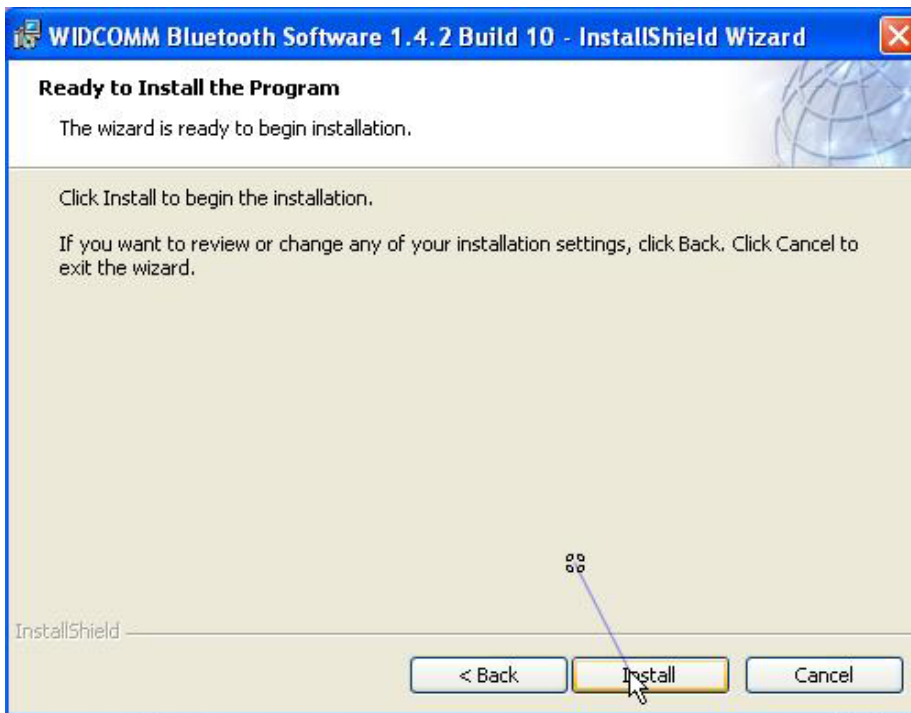 WIDCOMM Bluetooth Software 1.4.2 Build 10 - InstallShield Wizard
Ready to Install the Program
The wizard is ready to begin installation.
Click Install to begin the installation.
If you want to review or change any of your installation settings, click Back. Click Cancel to
exit the wizard.
InstallShield
< Back Install Cancel